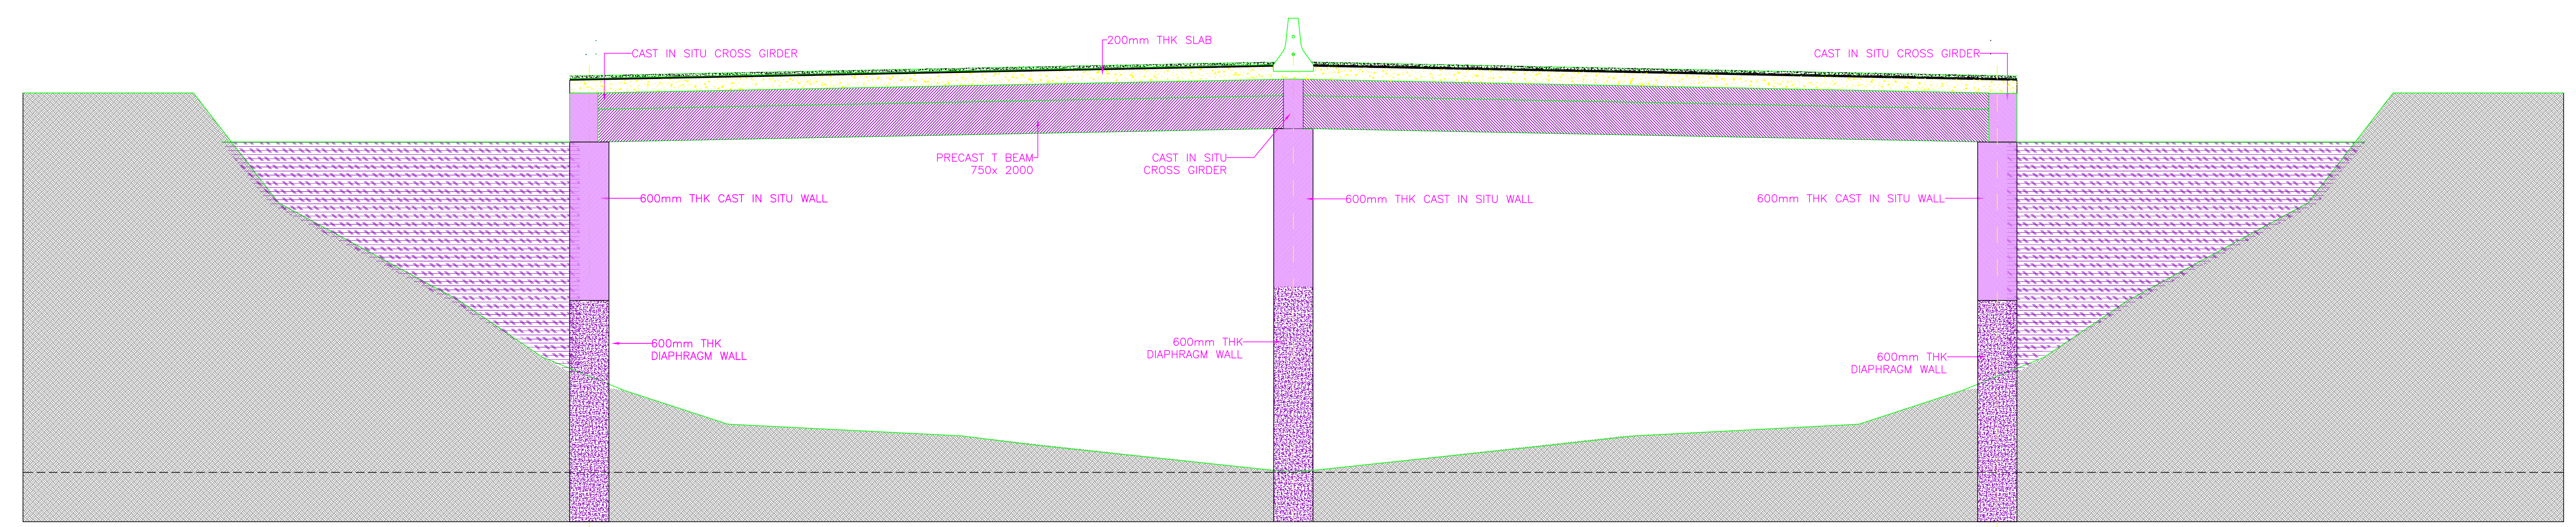 200mm THK SLAB
CAST IN SITU CROSS GIRDER
CAST IN SITU CROSS GIRDER
PRECAST T BEAM
750x 2000
CAST IN SITU
CROSS GIRDER
600mm THK CAST IN SITU WALL
600mm THK CAST IN SITU WALL
600mm THK CAST IN SITU WALL
600mm THK
DIAPHRAGM WALL
600mm THK
DIAPHRAGM WALL
600mm THK
DIAPHRAGM WALL